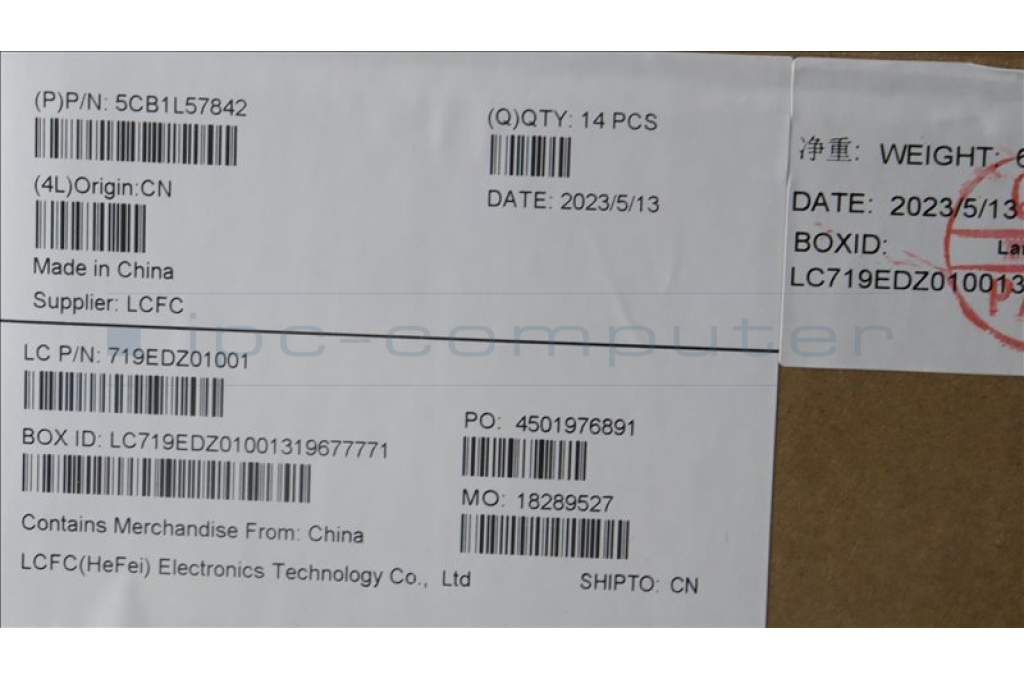 (P)P/N: 5CB1L57842
(Q)QTY: 14 PCS
(4L)Origin:CN
DATE: 2023/5/13
Made in China
Supplier: LCFC
净重: WEIGHT:
DATE: 2023/5/13
BOXID:
LC719EDZ010013
ipc-computer
LC P/N: 719EDZ01001
BOX ID: LC719EDZ01001319677771
PO: 4501976891
MO: 18289527
Contains Merchandise From: China
LCFC(HeFei) Electronics Technology Co., Ltd
SHIPTO: CN